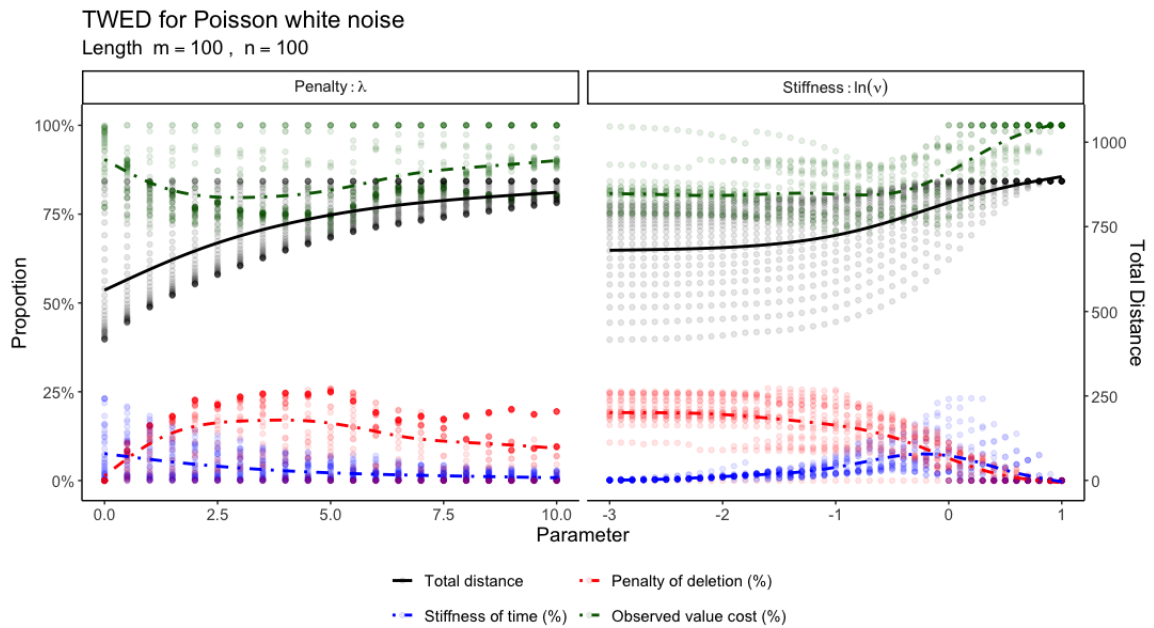 TWED for Poisson white noise
Length m = 100 , n = 100
Penalty : λ
Stiffness : ln(ν)
100%
75%
50%
25%
0%
Proportion
1000
750
500
250
0
Total Distance
0.0 2.5 5.0 7.5 10.0
-3 -2 -1 0 1
Parameter
Total distance
Penalty of deletion (%)
Stiffness of time (%)
Observed value cost (%)